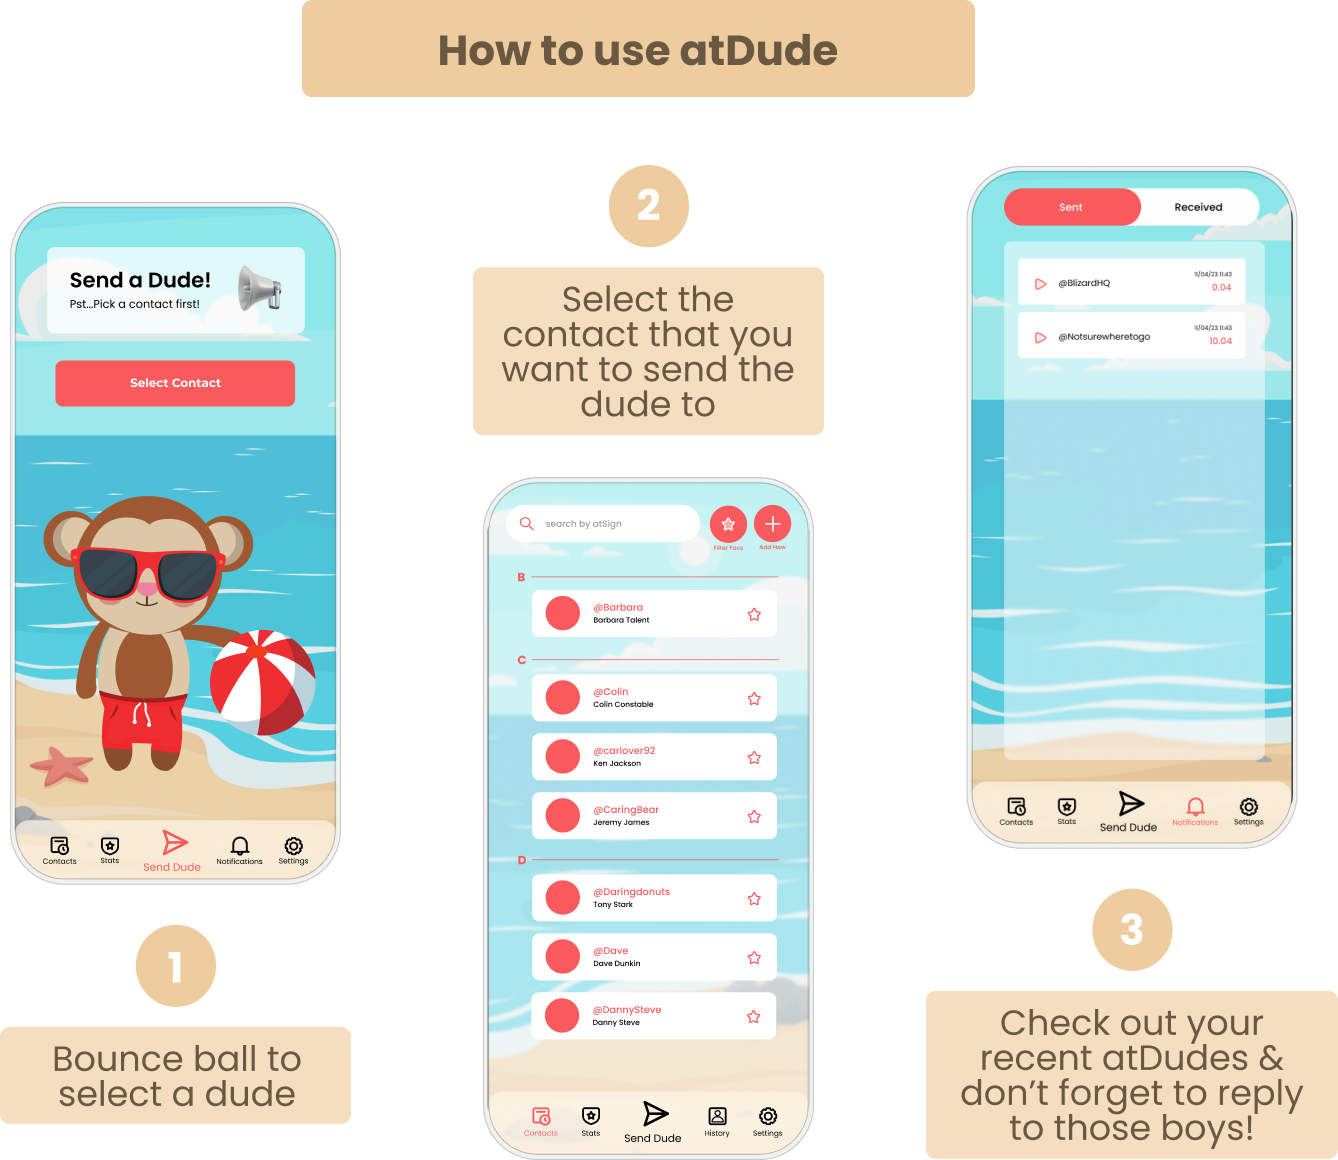 How to use atDude
Send a Dude!
Pst...Pick a contact first!
Select Contact
Contacts
Stats
Send Dude
Notifications
Settings
1
Bounce ball to
select a dude
2
Select the
contact that you
want to send the
dude to
search by atSign
Filter Favs
Add New
B
@Barbara
Barbara Talent
C
@Colin
Colin Constable
@carlover92
Ken Jackson
@CaringBear
Jeremy James
D
@Daringdonuts
Tony Stark
@Dave
Dave Dunkin
@DannySteve
Danny Steve
Contacts
Stats
Send Dude
History
Settings
Sent
Received
@BlizardHQ
11/04/23 11:43
0.04
@Notsurewheretogo
11/04/23 11:43
10.04
Contacts
Stats
Send Dude
Notifications
Settings
3
Check out your
recent atDudes &
don't forget to reply
to those boys!